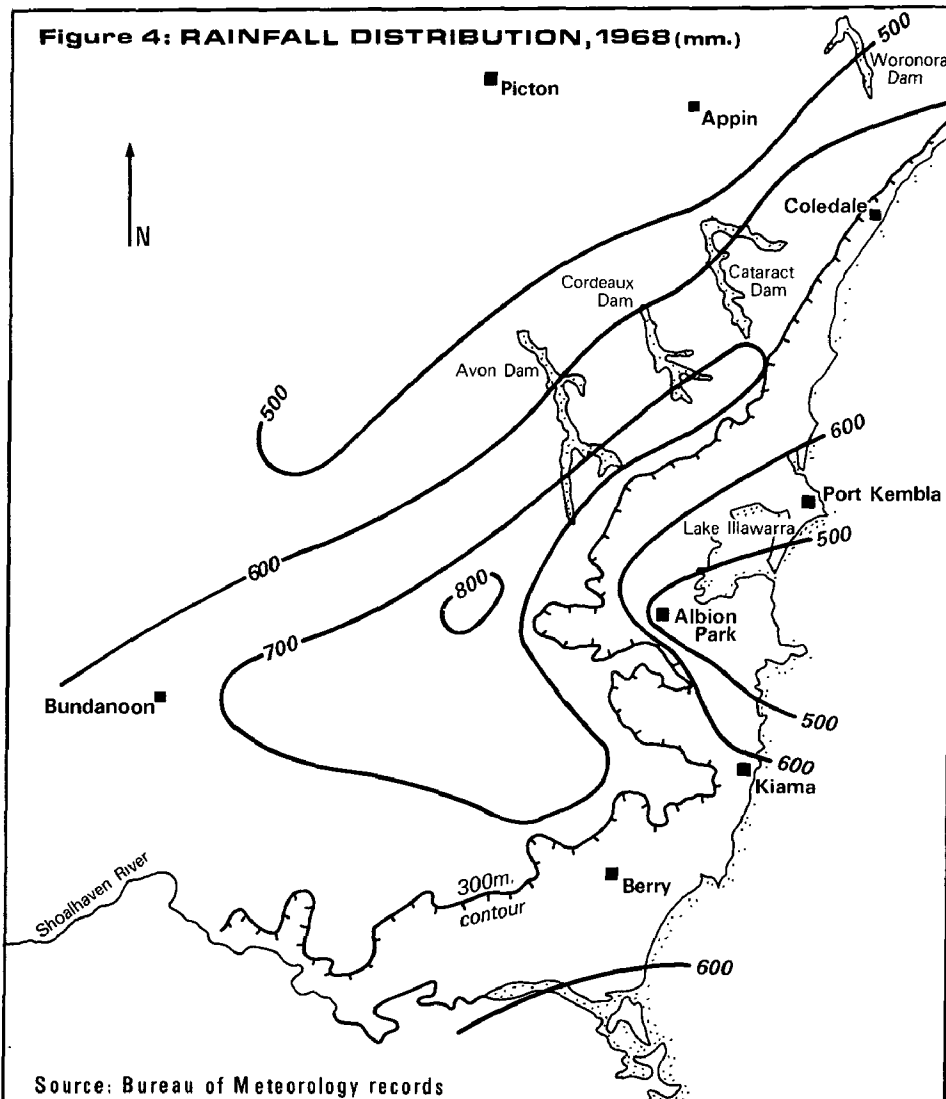 Figure 4: RAINFALL DISTRIBUTION, 1968 (mm.)
500
Woronora
Dam
Picton
Appin
N
Coledale
Cataract
Dam
Cordeaux
Dam
Avon Dam
500
600
Port Kembla
Lake Illawarra
500
600
800
Albion
Park
700
Bundanoon
500
600
Kiama
Shoalhaven River
300m.
contour
Berry
600
Source: Bureau of Meteorology records